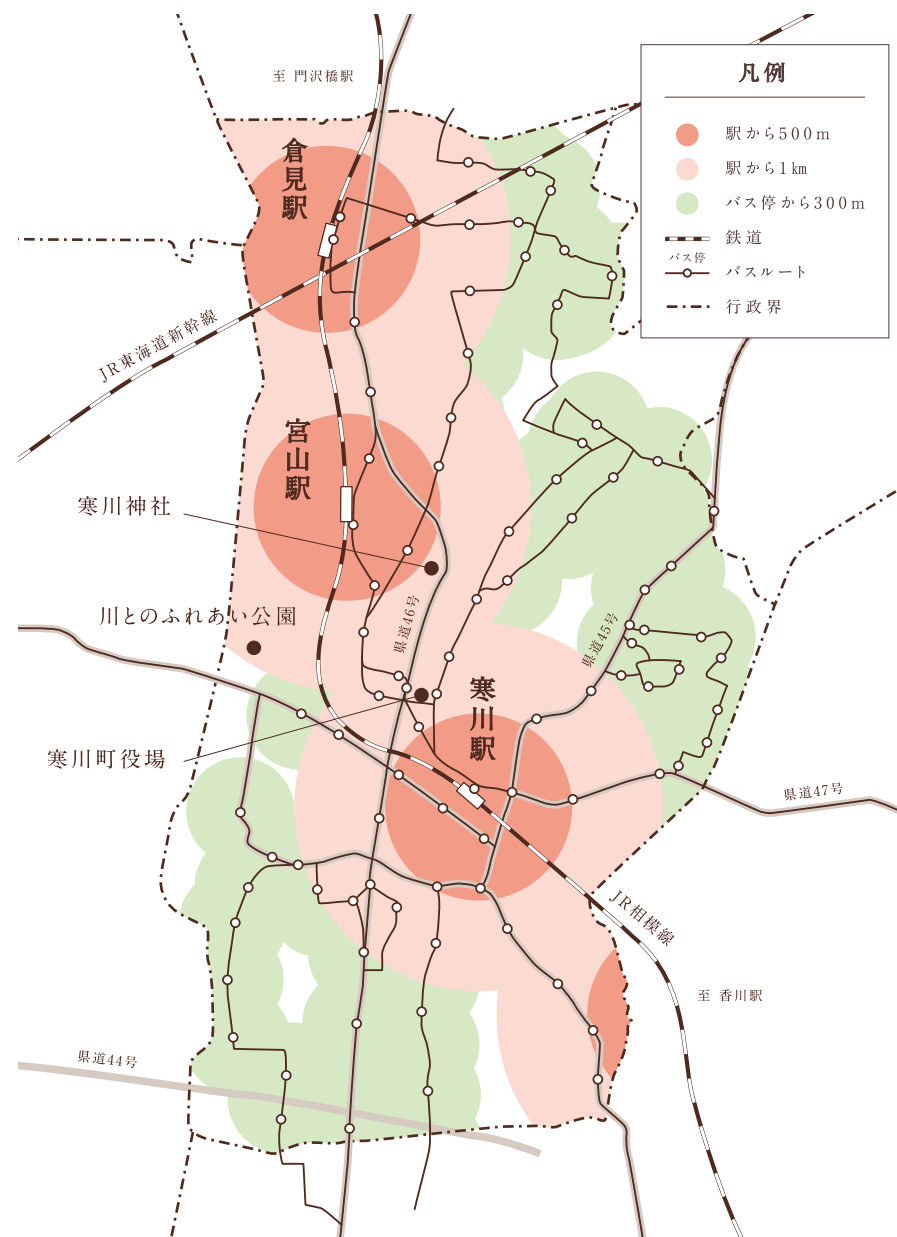 至 門沢橋駅
凡例
駅から500m
駅から1km
バス停から300m
鉄道
バス停
バスルート
行政界
倉見駅
JR東海道新幹線
宮山駅
寒川神社
川とのふれあい公園
県道46号
県道45号
寒川駅
寒川町役場
県道47号
JR相模線
至 香川駅
県道44号